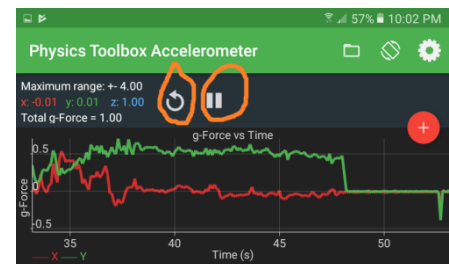 57% 10:02 PM
Physics Toolbox Accelerometer
Maximum range: +- 4.00
x: -0.01 y: 0.01 z: 1.00
Total g-Force = 1.00
+
g-Force vs Time
0.5
0
-0.5
g-Force
35 40 45 50
X Y Time (s)